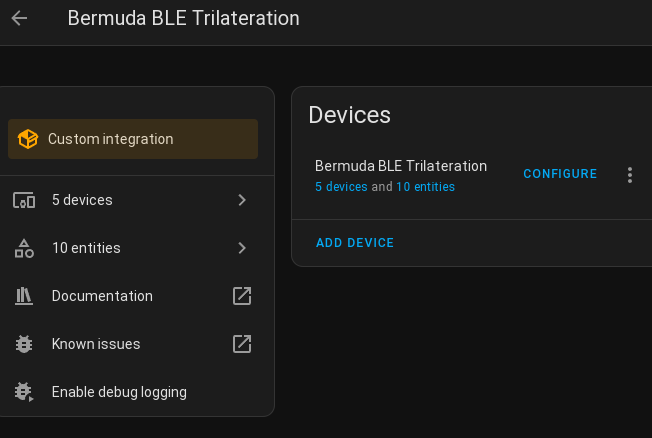 Bermuda BLE Trilateration
Custom integration
5 devices
10 entities
Documentation
Known issues
Enable debug logging
Devices
Bermuda BLE Trilateration
5 devices and 10 entities
CONFIGURE
ADD DEVICE